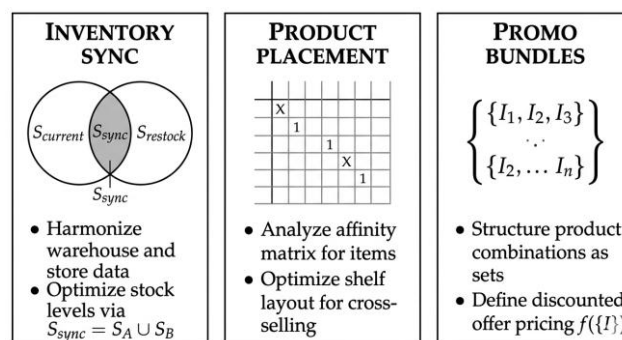 INVENTORY
SYNC
S_current S_sync S_restock
S_sync
• Harmonize
warehouse and
store data
• Optimize stock
levels via
S_sync = S_A ∪ S_B
PRODUCT
PLACEMENT
X
1
1
X
1
• Analyze affinity
matrix for items
• Optimize shelf
layout for cross-
selling
PROMO
BUNDLES
{ {I_1, I_2, I_3}
⋱
{I_2, … I_n} }
• Structure product
combinations as
sets
• Define discounted
offer pricing f({I})